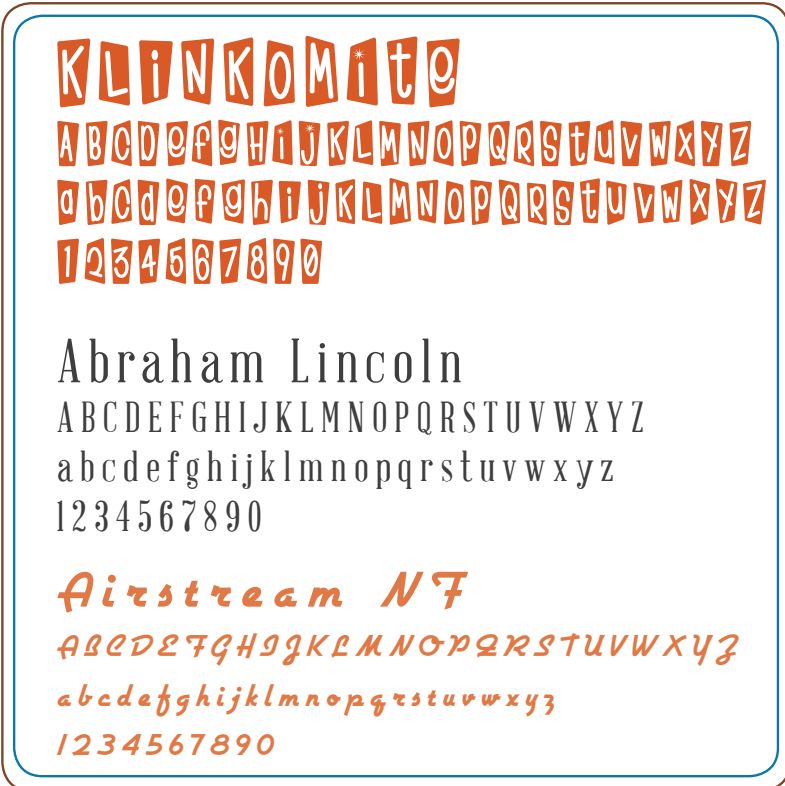 KLiNKOMite
ABCDefgHiJKLMNOPQRStuvWXYZ
abcdefghijKLMNOPQRStuvWXYZ
1234567890
Abraham Lincoln
ABCDEFGHIJKLMNOPQRSTUVWXYZ
abcdefghijklmnopqrstuvwxyz
1234567890
Airstream NF
ABCDEFGHIJKLMNOPQRSTUVWXYZ
abcdefghijklmnopqrstuvwxyz
1234567890